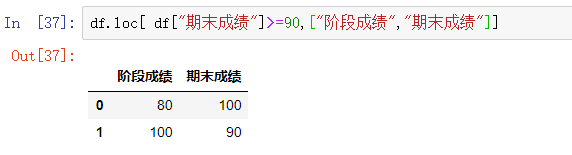 In [37]: df.loc[ df["期末成绩"]>=90,["阶段成绩","期末成绩"]]
Out[37]:
阶段成绩 期末成绩
0 80 100
1 100 90